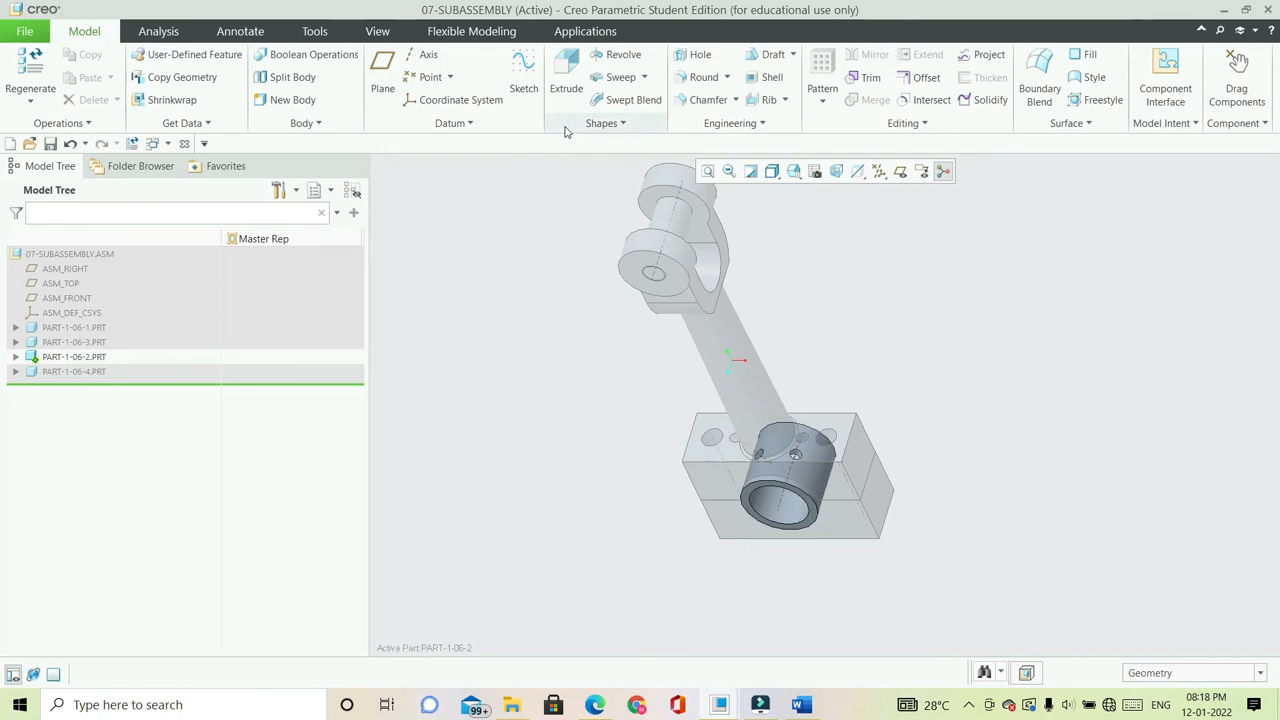 creo
07-SUBASSEMBLY (Active) - Creo Parametric Student Edition (for educational use only)
File Model Analysis Annotate Tools View Flexible Modeling Applications
Regenerate Copy Paste Delete Operations
User-Defined Feature Copy Geometry Shrinkwrap Get Data
Boolean Operations Split Body New Body Body
Plane Axis Point Coordinate System Sketch Datum
Extrude Revolve Sweep Swept Blend Shapes
Hole Round Chamfer Draft Shell Rib Engineering
Pattern Mirror Trim Merge Extend Offset Intersect Project Thicken Solidify Editing
Boundary Blend Fill Style Freestyle Surface
Component Interface Model Intent
Drag Components Component
Model Tree Folder Browser Favorites
Model Tree
Master Rep
07-SUBASSEMBLY.ASM
ASM_RIGHT
ASM_TOP
ASM_FRONT
ASM_DEF_CSYS
PART-1-06-1.PRT
PART-1-06-3.PRT
PART-1-06-2.PRT
PART-1-06-4.PRT
Active Part:PART-1-06-2
Geometry
Type here to search
99+
28°C
ENG
08:18 PM
12-01-2022